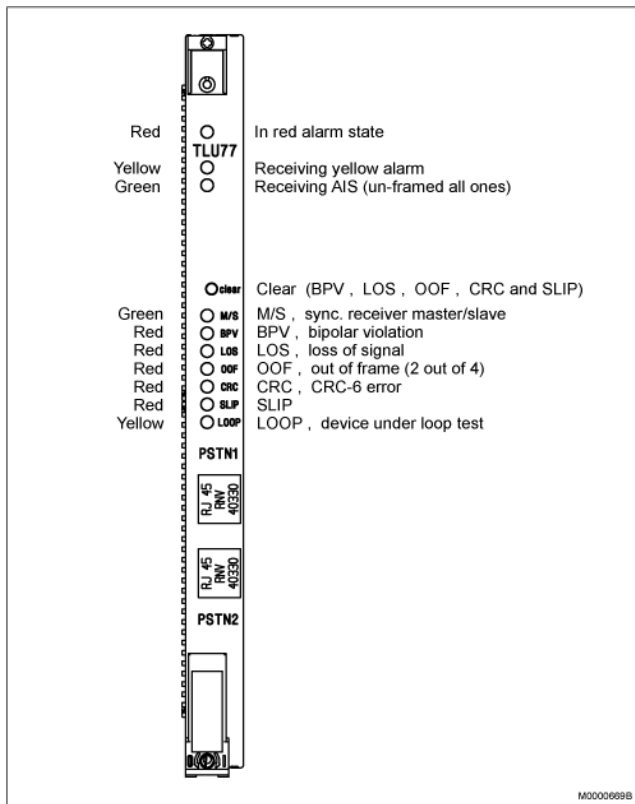 Red In red alarm state
TLU77
Yellow Receiving yellow alarm
Green Receiving AIS (un-framed all ones)
clear Clear (BPV , LOS , OOF , CRC and SLIP)
Green M/S M/S , sync. receiver master/slave
Red BPV BPV , bipolar violation
Red LOS LOS , loss of signal
Red OOF OOF , out of frame (2 out of 4)
Red CRC CRC , CRC-6 error
Red SLIP SLIP
Yellow LOOP LOOP , device under loop test
PSTN1
RJ 45
RNV
40330
RJ 45
RNV
40330
PSTN2
M0000669B